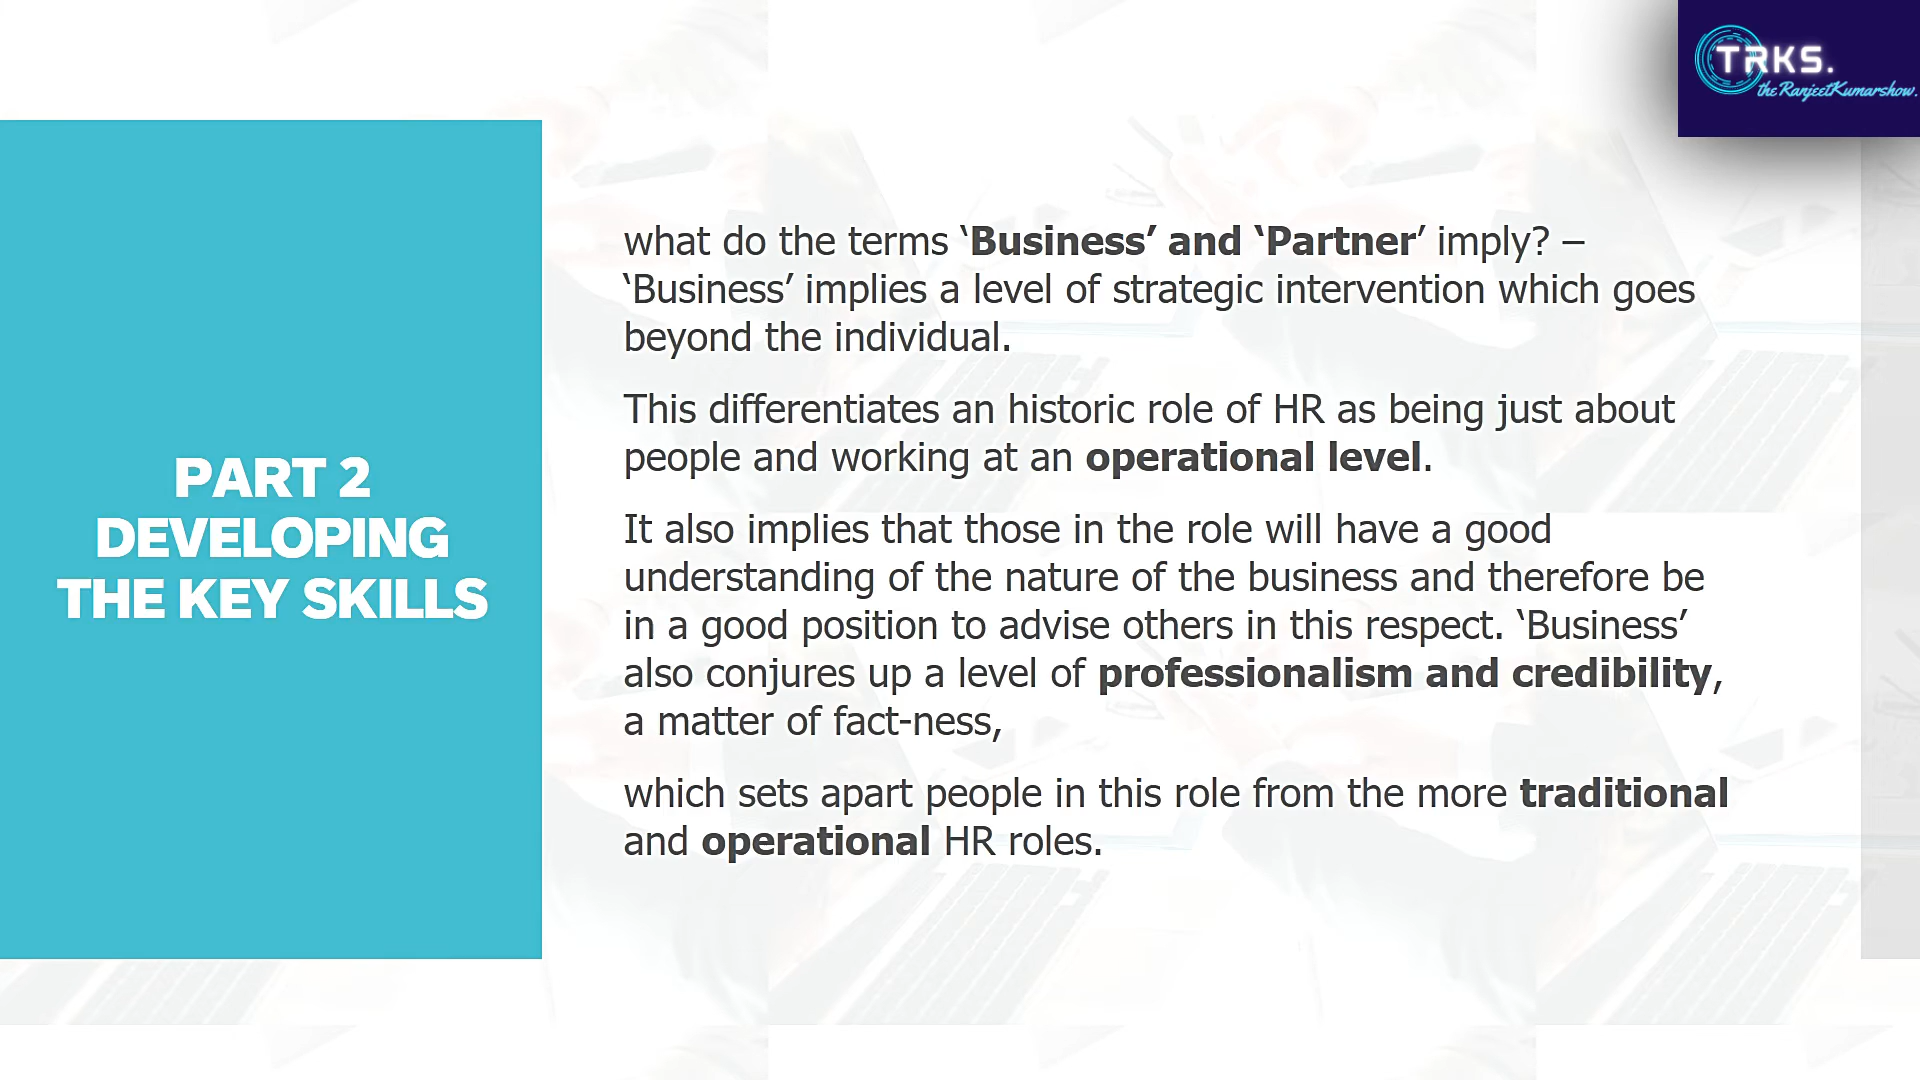 TRKS.
theRanjeetKumarshow.
PART 2
DEVELOPING
THE KEY SKILLS
what do the terms ‘Business’ and ‘Partner’ imply? –
‘Business’ implies a level of strategic intervention which goes
beyond the individual.
This differentiates an historic role of HR as being just about
people and working at an operational level.
It also implies that those in the role will have a good
understanding of the nature of the business and therefore be
in a good position to advise others in this respect. ‘Business’
also conjures up a level of professionalism and credibility,
a matter of fact-ness,
which sets apart people in this role from the more traditional
and operational HR roles.